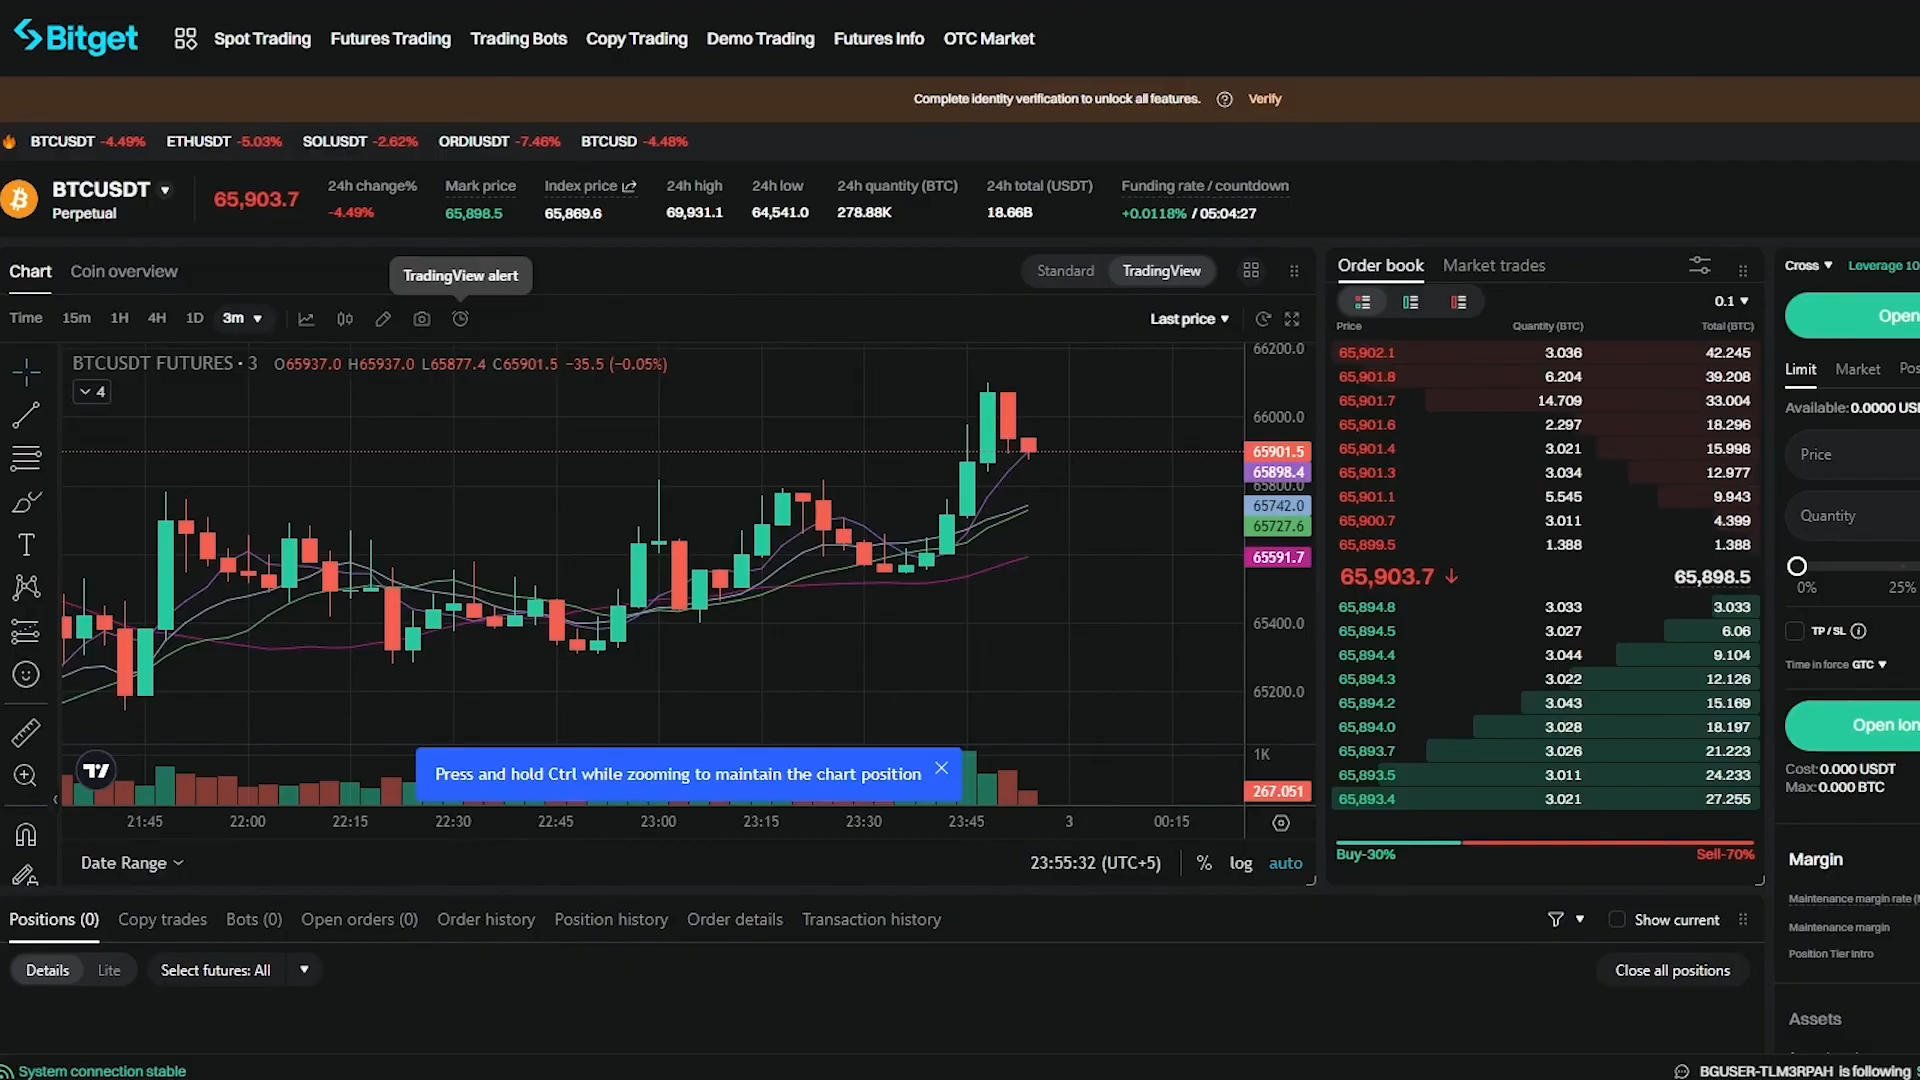 Bitget
Spot Trading Futures Trading Trading Bots Copy Trading Demo Trading Futures Info OTC Market
Complete identity verification to unlock all features. Verify
BTCUSDT -4.49% ETHUSDT -5.03% SOLUSDT -2.62% ORDIUSDT -7.46% BTCUSD -4.48%
BTCUSDT
Perpetual
65,903.7
24h change%
-4.49%
Mark price
65,898.5
Index price
65,869.6
24h high
69,931.1
24h low
64,541.0
24h quantity (BTC)
278.88K
24h total (USDT)
18.66B
Funding rate / countdown
+0.0118% / 05:04:27
Chart Coin overview
TradingView alert
Standard TradingView
Time 15m 1H 4H 1D 3m
Last price
BTCUSDT FUTURES · 3 O65937.0 H65937.0 L65877.4 C65901.5 −35.5 (−0.05%)
4
66200.0
66000.0
65901.5
65898.4
65800.0
65742.0
65727.6
65591.7
65400.0
65200.0
1K
267.051
Press and hold Ctrl while zooming to maintain the chart position
21:45 22:00 22:15 22:30 22:45 23:00 23:15 23:30 23:45 3 00:15
Date Range
23:55:32 (UTC+5) % log auto
Order book Market trades
0.1
Price Quantity (BTC) Total (BTC)
65,902.1 3.036 42.245
65,901.8 6.204 39.208
65,901.7 14.709 33.004
65,901.6 2.297 18.296
65,901.4 3.021 15.998
65,901.3 3.034 12.977
65,901.1 5.545 9.943
65,900.7 3.011 4.399
65,899.5 1.388 1.388
65,903.7 65,898.5
65,894.8 3.033 3.033
65,894.5 3.027 6.06
65,894.4 3.044 9.104
65,894.3 3.022 12.126
65,894.2 3.043 15.169
65,894.0 3.028 18.197
65,893.7 3.026 21.223
65,893.5 3.011 24.233
65,893.4 3.021 27.255
Buy-30% Sell-70%
Cross Leverage 10
Open
Limit Market Pos
Available: 0.0000 USD
Price
Quantity
0% 25%
TP / SL
Time in force GTC
Open lon
Cost: 0.000 USDT
Max: 0.000 BTC
Margin
Maintenance margin rate (
Maintenance margin
Position Tier Intro
Assets
Positions (0) Copy trades Bots (0) Open orders (0) Order history Position history Order details Transaction history
Show current
Details Lite Select futures: All
Close all positions
System connection stable
BGUSER-TLM3RPAH is following